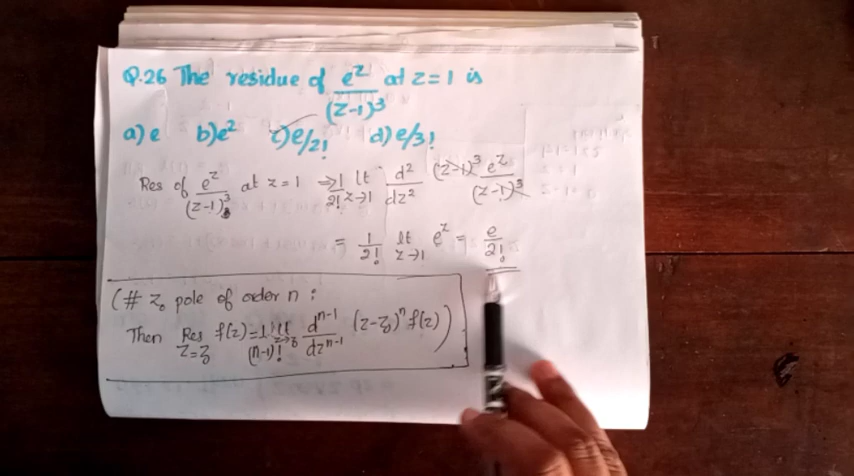 Q.26 The residue of e^z/(z-1)^3 at z=1 is
a) e b) e^2 c) e/2! d) e/3!
Res of e^z/(z-1)^3 at z=1 ⇒ 1/2! lt z→1 d^2/dz^2 (z-1)^3 e^z/(z-1)^3
= 1/2! lt z→1 e^z = e/2!
(# z₀ pole of order n :
Then Res z=z₀ f(z) = 1/(n-1)! lt z→z₀ d^{n-1}/dz^{n-1} (z-z₀)^n f(z))